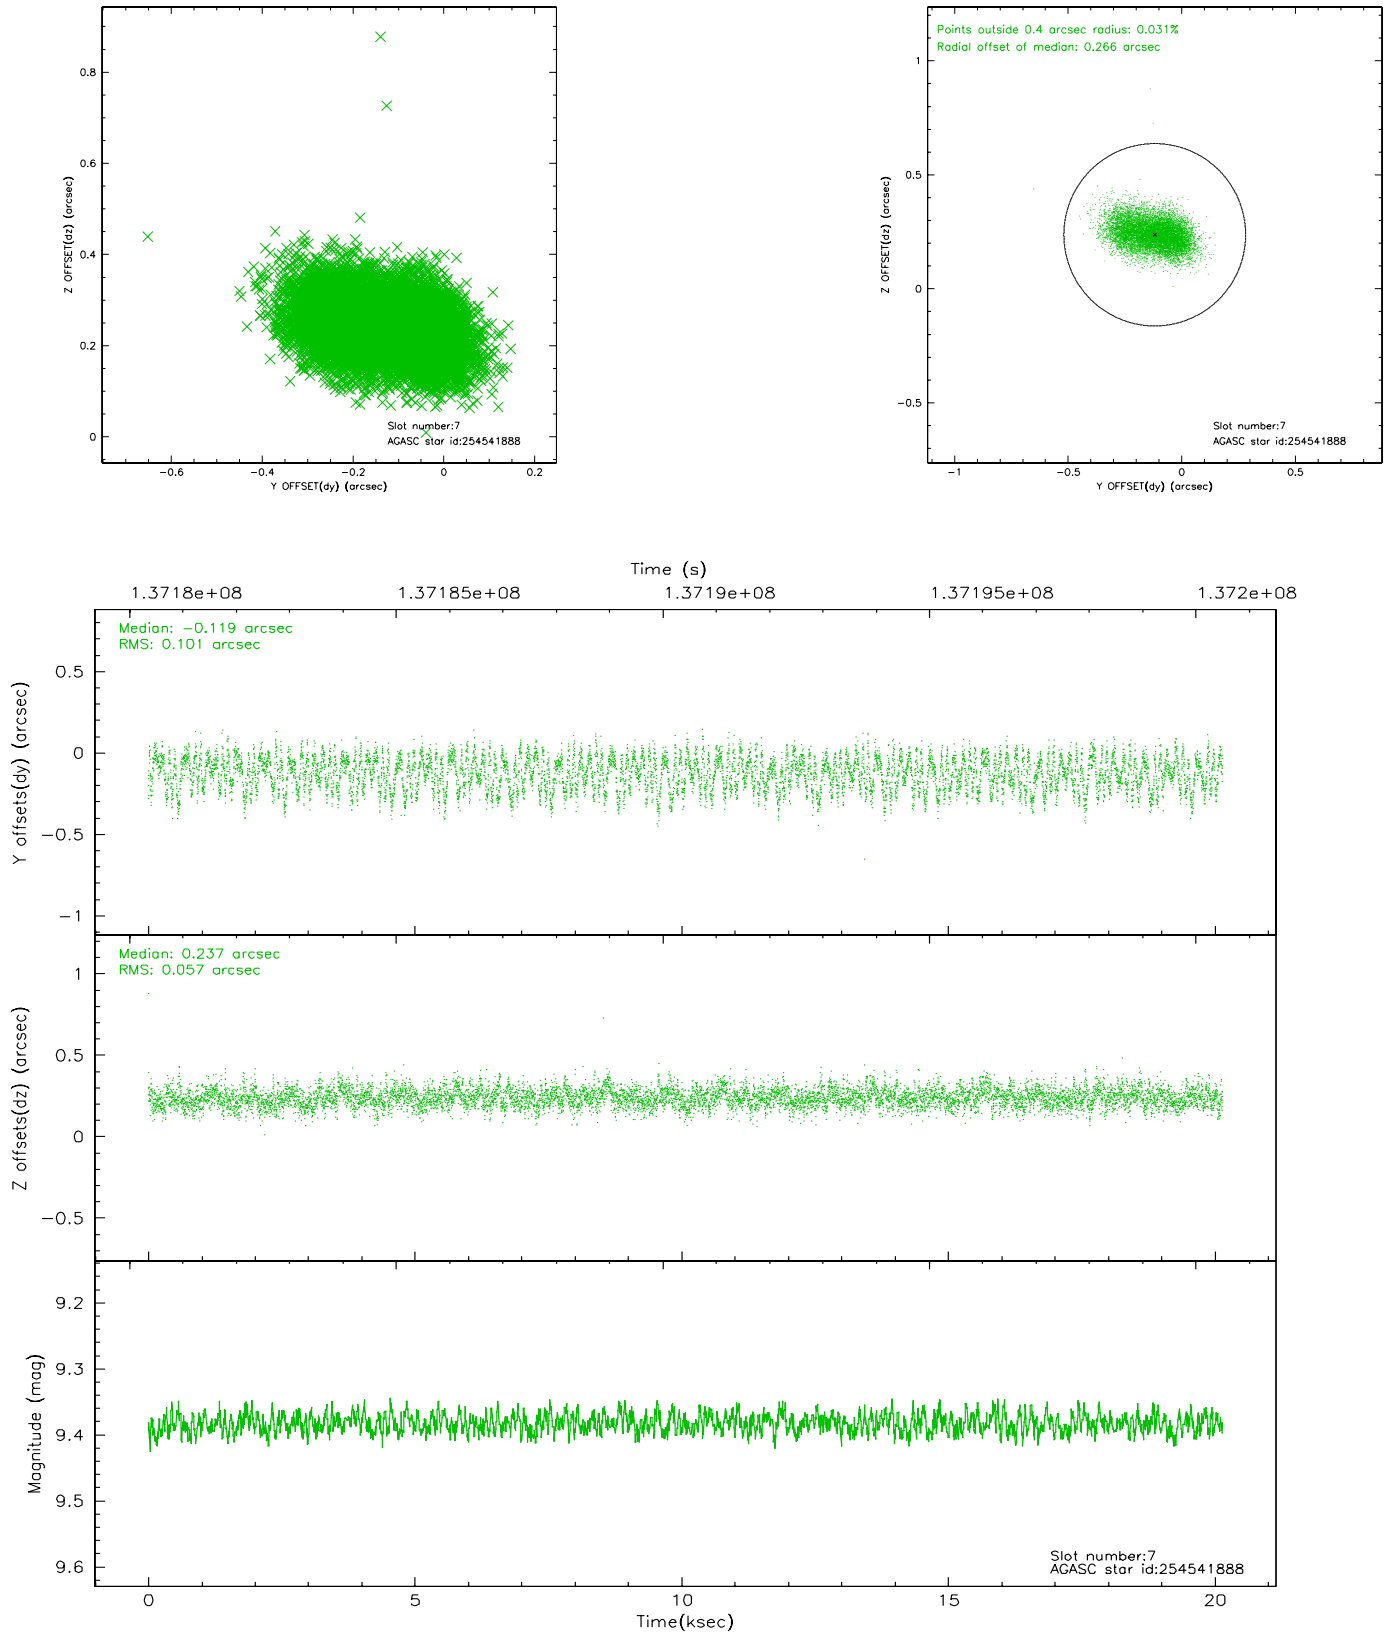 0.8
0.6
0.4
0.2
0
Z OFFSET(dz) (arcsec)
Slot number:7
AGASC star id:254541888
−0.6 −0.4 −0.2 0 0.2
Y OFFSET(dy) (arcsec)
Points outside 0.4 arcsec radius: 0.031%
Radial offset of median: 0.266 arcsec
1
0.5
0
−0.5
Z OFFSET(dz) (arcsec)
Slot number:7
AGASC star id:254541888
−1 −0.5 0 0.5
Y OFFSET(dy) (arcsec)
Time (s)
1.3718e+08 1.37185e+08 1.3719e+08 1.37195e+08 1.372e+08
Median: −0.119 arcsec
RMS: 0.101 arcsec
0.5
0
−0.5
−1
Y offsets(dy) (arcsec)
Median: 0.237 arcsec
RMS: 0.057 arcsec
1
0.5
0
−0.5
Z offsets(dz) (arcsec)
9.2
9.3
9.4
9.5
9.6
Magnitude (mag)
Slot number:7
AGASC star id:254541888
0 5 10 15 20
Time(ksec)